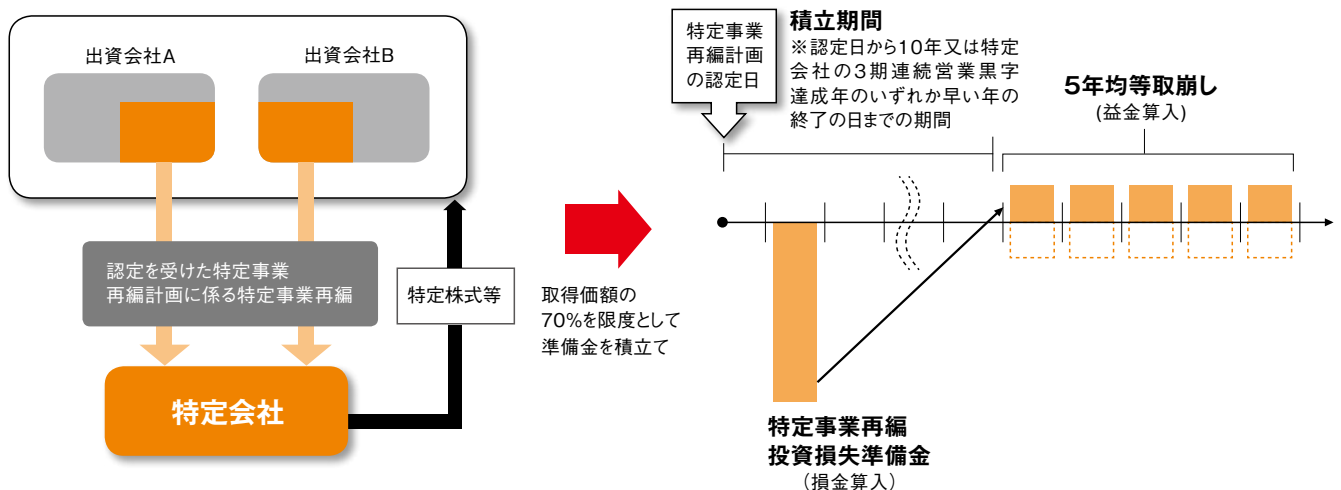 出資会社A
出資会社B
認定を受けた特定事業
再編計画に係る特定事業再編
特定株式等
特定会社
取得価額の
70%を限度として
準備金を積立て
特定事業
再編計画
の認定日
積立期間
※認定日から10年又は特定
会社の3期連続営業黒字
達成年のいずれか早い年の
終了の日までの期間
5年均等取崩し
(益金算入)
特定事業再編
投資損失準備金
（損金算入）